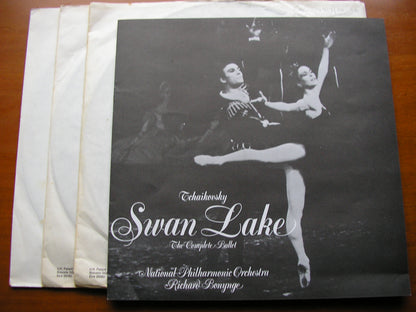 Tchaikovsky
Swan Lake
The Complete Ballet
National Philharmonic Orchestra
Richard Bonynge